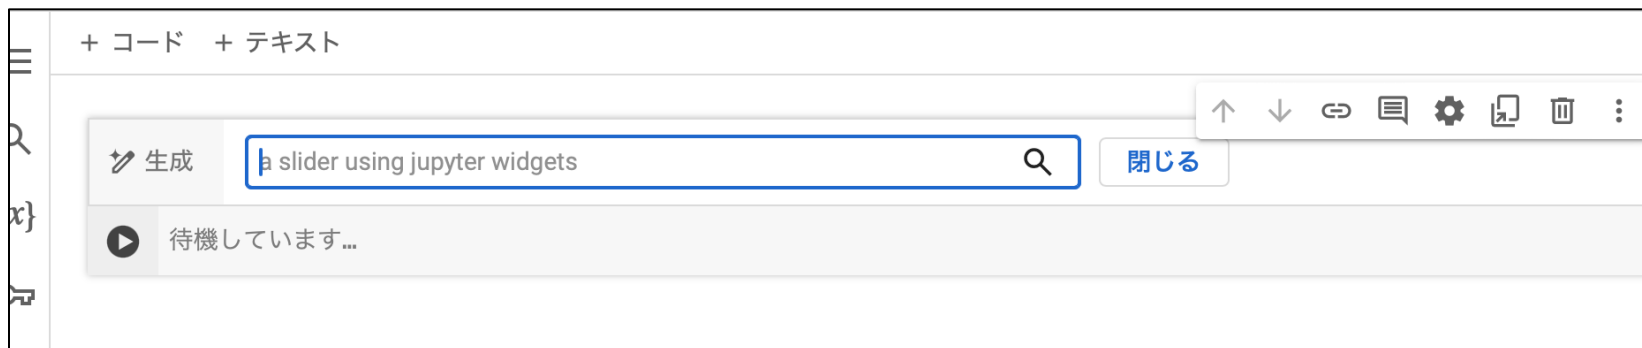 + コード + テキスト
生成 a slider using jupyter widgets 閉じる
{x}
待機しています…